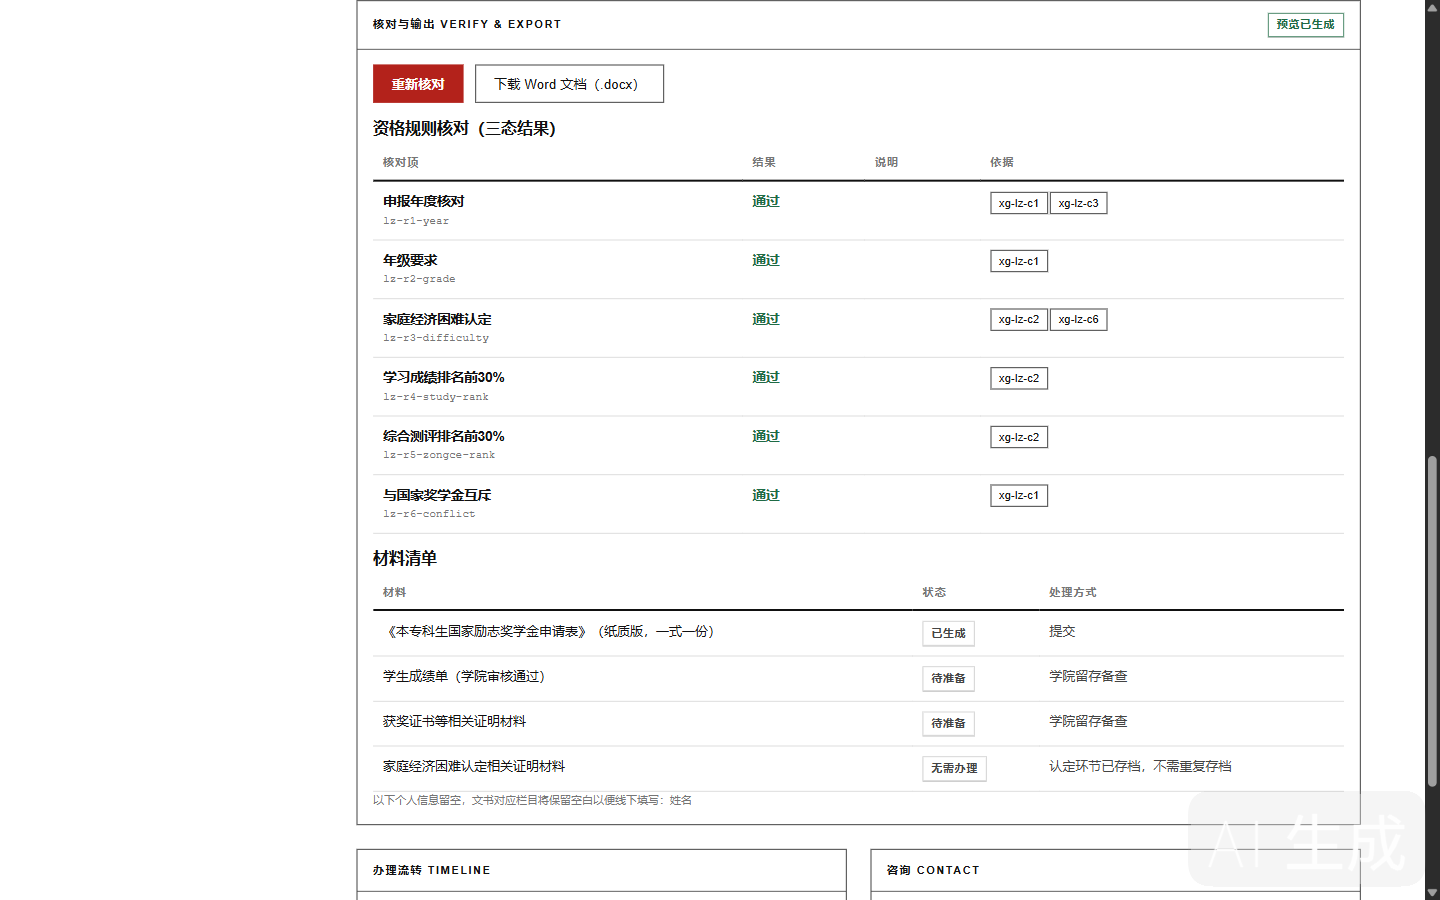 核对与输出 VERIFY & EXPORT
预览已生成
重新核对
下载 Word 文档（.docx）
资格规则核对（三态结果）
核对项 结果 说明 依据
申报年度核对 通过 xg-lz-c1 xg-lz-c3
lz-r1-year
年级要求 通过 xg-lz-c1
lz-r2-grade
家庭经济困难认定 通过 xg-lz-c2 xg-lz-c6
lz-r3-difficulty
学习成绩排名前30% 通过 xg-lz-c2
lz-r4-study-rank
综合测评排名前30% 通过 xg-lz-c2
lz-r5-zongce-rank
与国家奖学金互斥 通过 xg-lz-c1
lz-r6-conflict
材料清单
材料 状态 处理方式
《本专科生国家励志奖学金申请表》（纸质版，一式一份） 已生成 提交
学生成绩单（学院审核通过） 待准备 学院留存备查
获奖证书等相关证明材料 待准备 学院留存备查
家庭经济困难认定相关证明材料 无需办理 认定环节已存档，不需重复存档
以下个人信息留空，文书对应栏目将保留空白以便线下填写：姓名
办理流转 TIMELINE
咨询 CONTACT
AI 生成